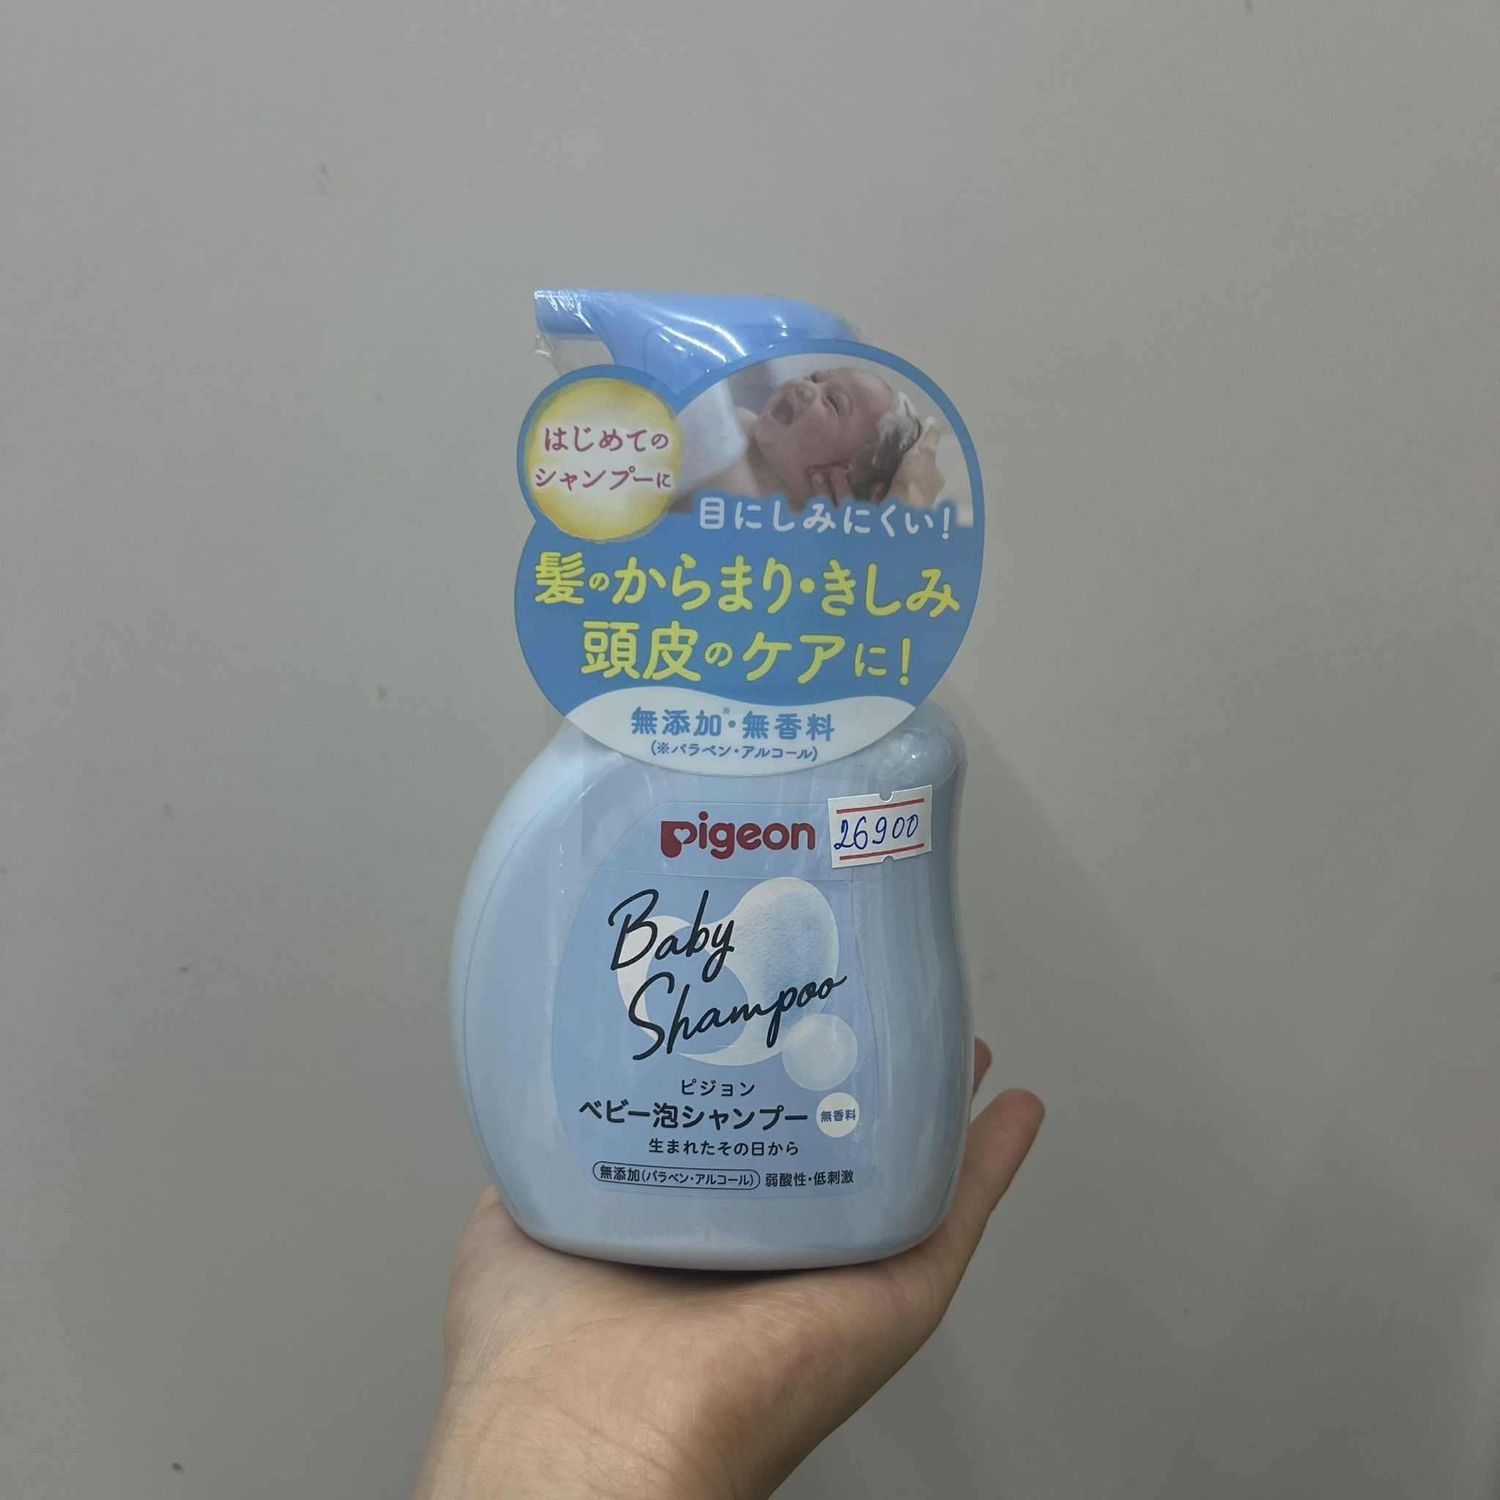 はじめての
シャンプーに
目にしみにくい!
髪のからまり・きしみ
頭皮のケアに!
無添加※・無香料
(※パラベン・アルコール)
pigeon
26900
Baby
Shampoo
ピジョン
ベビー泡シャンプー 無香料
生まれたその日から
無添加(パラベン・アルコール) 弱酸性・低刺激